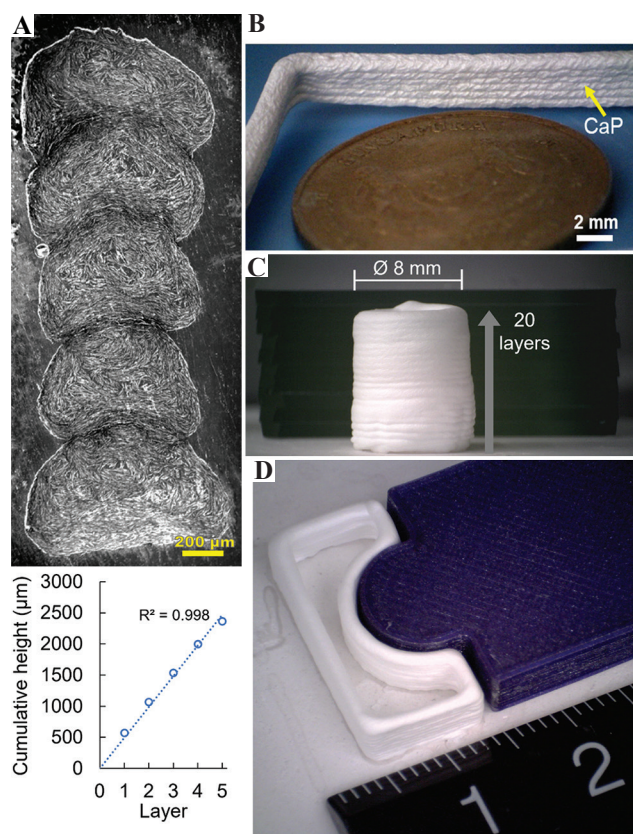 A
200 µm
3000
2500
2000
1500
1000
500
0
Cumulative height (µm)
R² = 0.998
0 1 2 3 4 5
Layer
B
CaP
2 mm
C
Ø 8 mm
20
layers
D
1 2